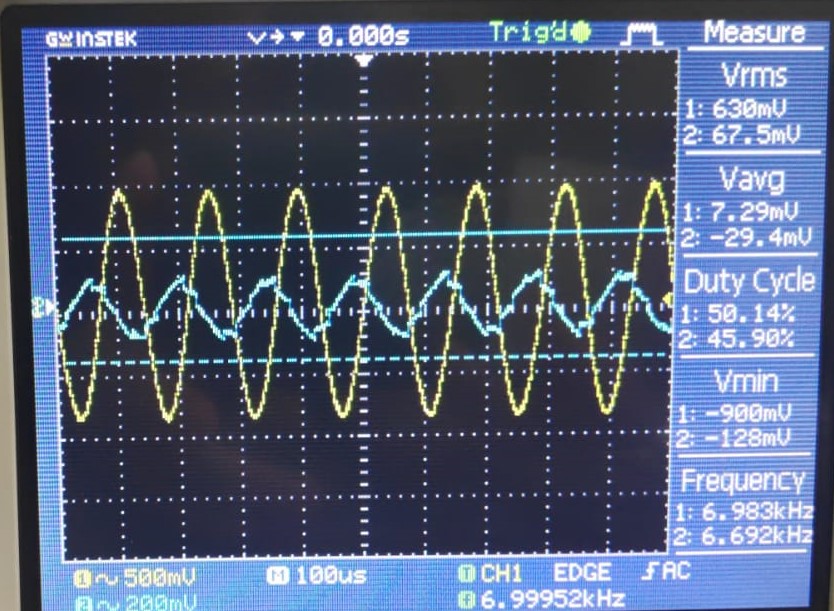 GW INSTEK 0.000s Trig'd Measure
Vrms
1: 630mV
2: 67.5mV
Vavg
1: 7.29mV
2: -29.4mV
Duty Cycle
1: 50.14%
2: 45.90%
Vmin
1: -900mV
2: -128mV
Frequency
1: 6.983kHz
2: 6.692kHz
1 500mV M 100us T CH1 EDGE AC
2 200mV 6.99952kHz